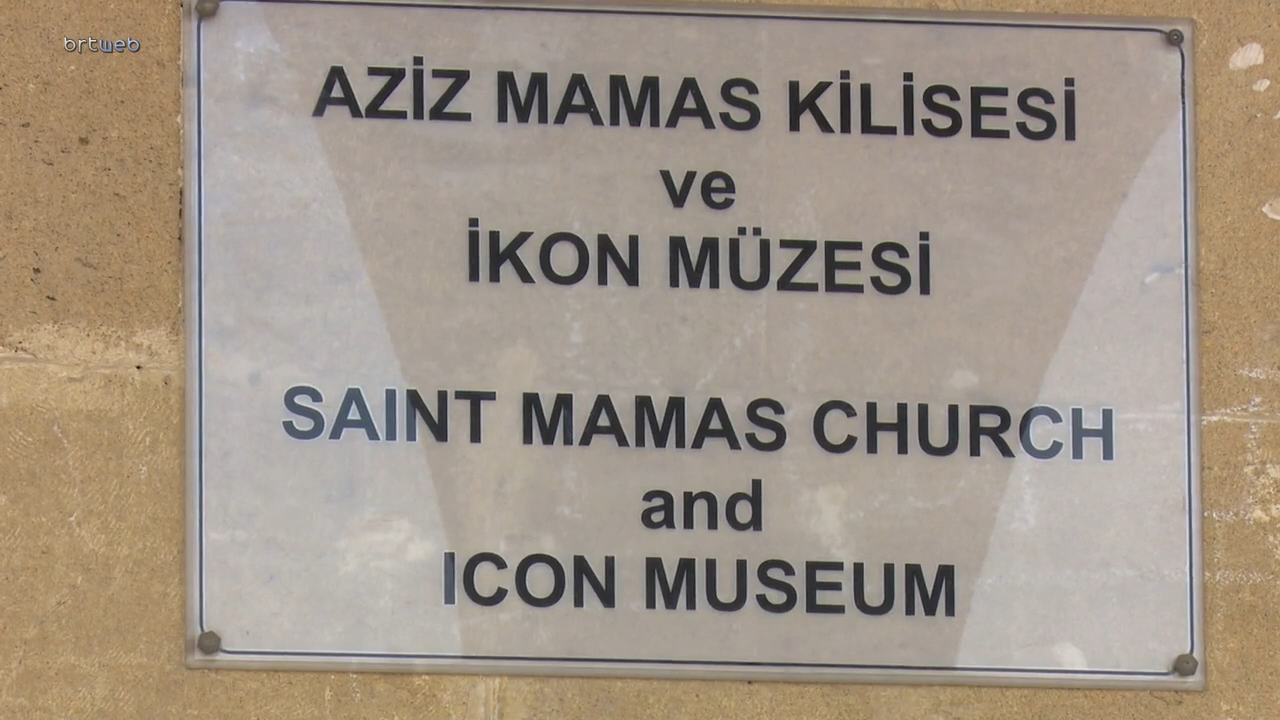 brtweb
AZİZ MAMAS KİLİSESİ
ve
İKON MÜZESİ
SAINT MAMAS CHURCH
and
ICON MUSEUM